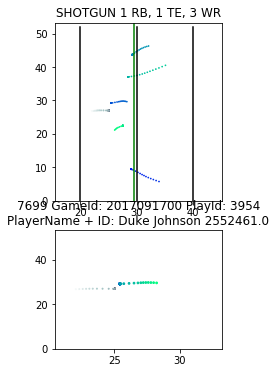 SHOTGUN 1 RB, 1 TE, 3 WR
50
40
30
20
10
0
20 30 40
7699 GameId: 2017091700 PlayId: 3954
PlayerName + ID: Duke Johnson 2552461.0
40
20
0
25 30